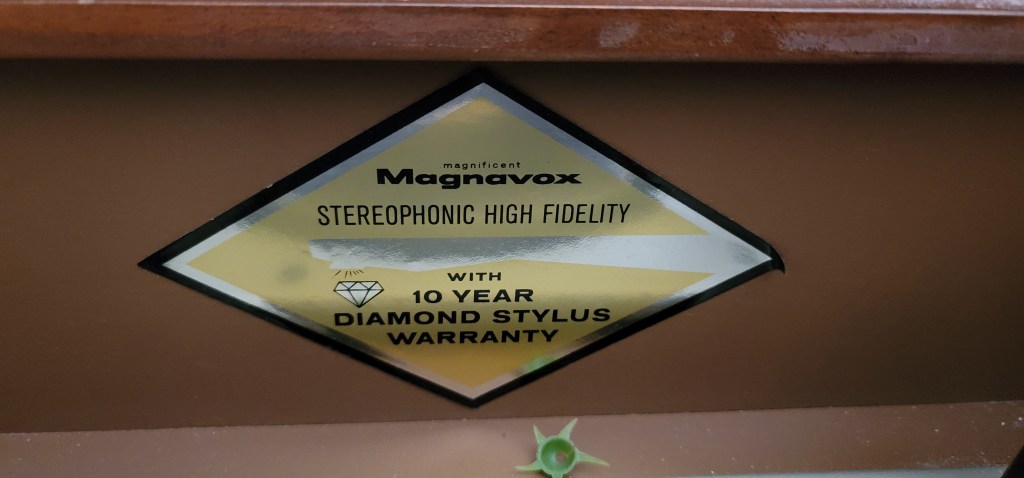 magnificent
Magnavox
STEREOPHONIC HIGH FIDELITY
WITH
10 YEAR
DIAMOND STYLUS
WARRANTY